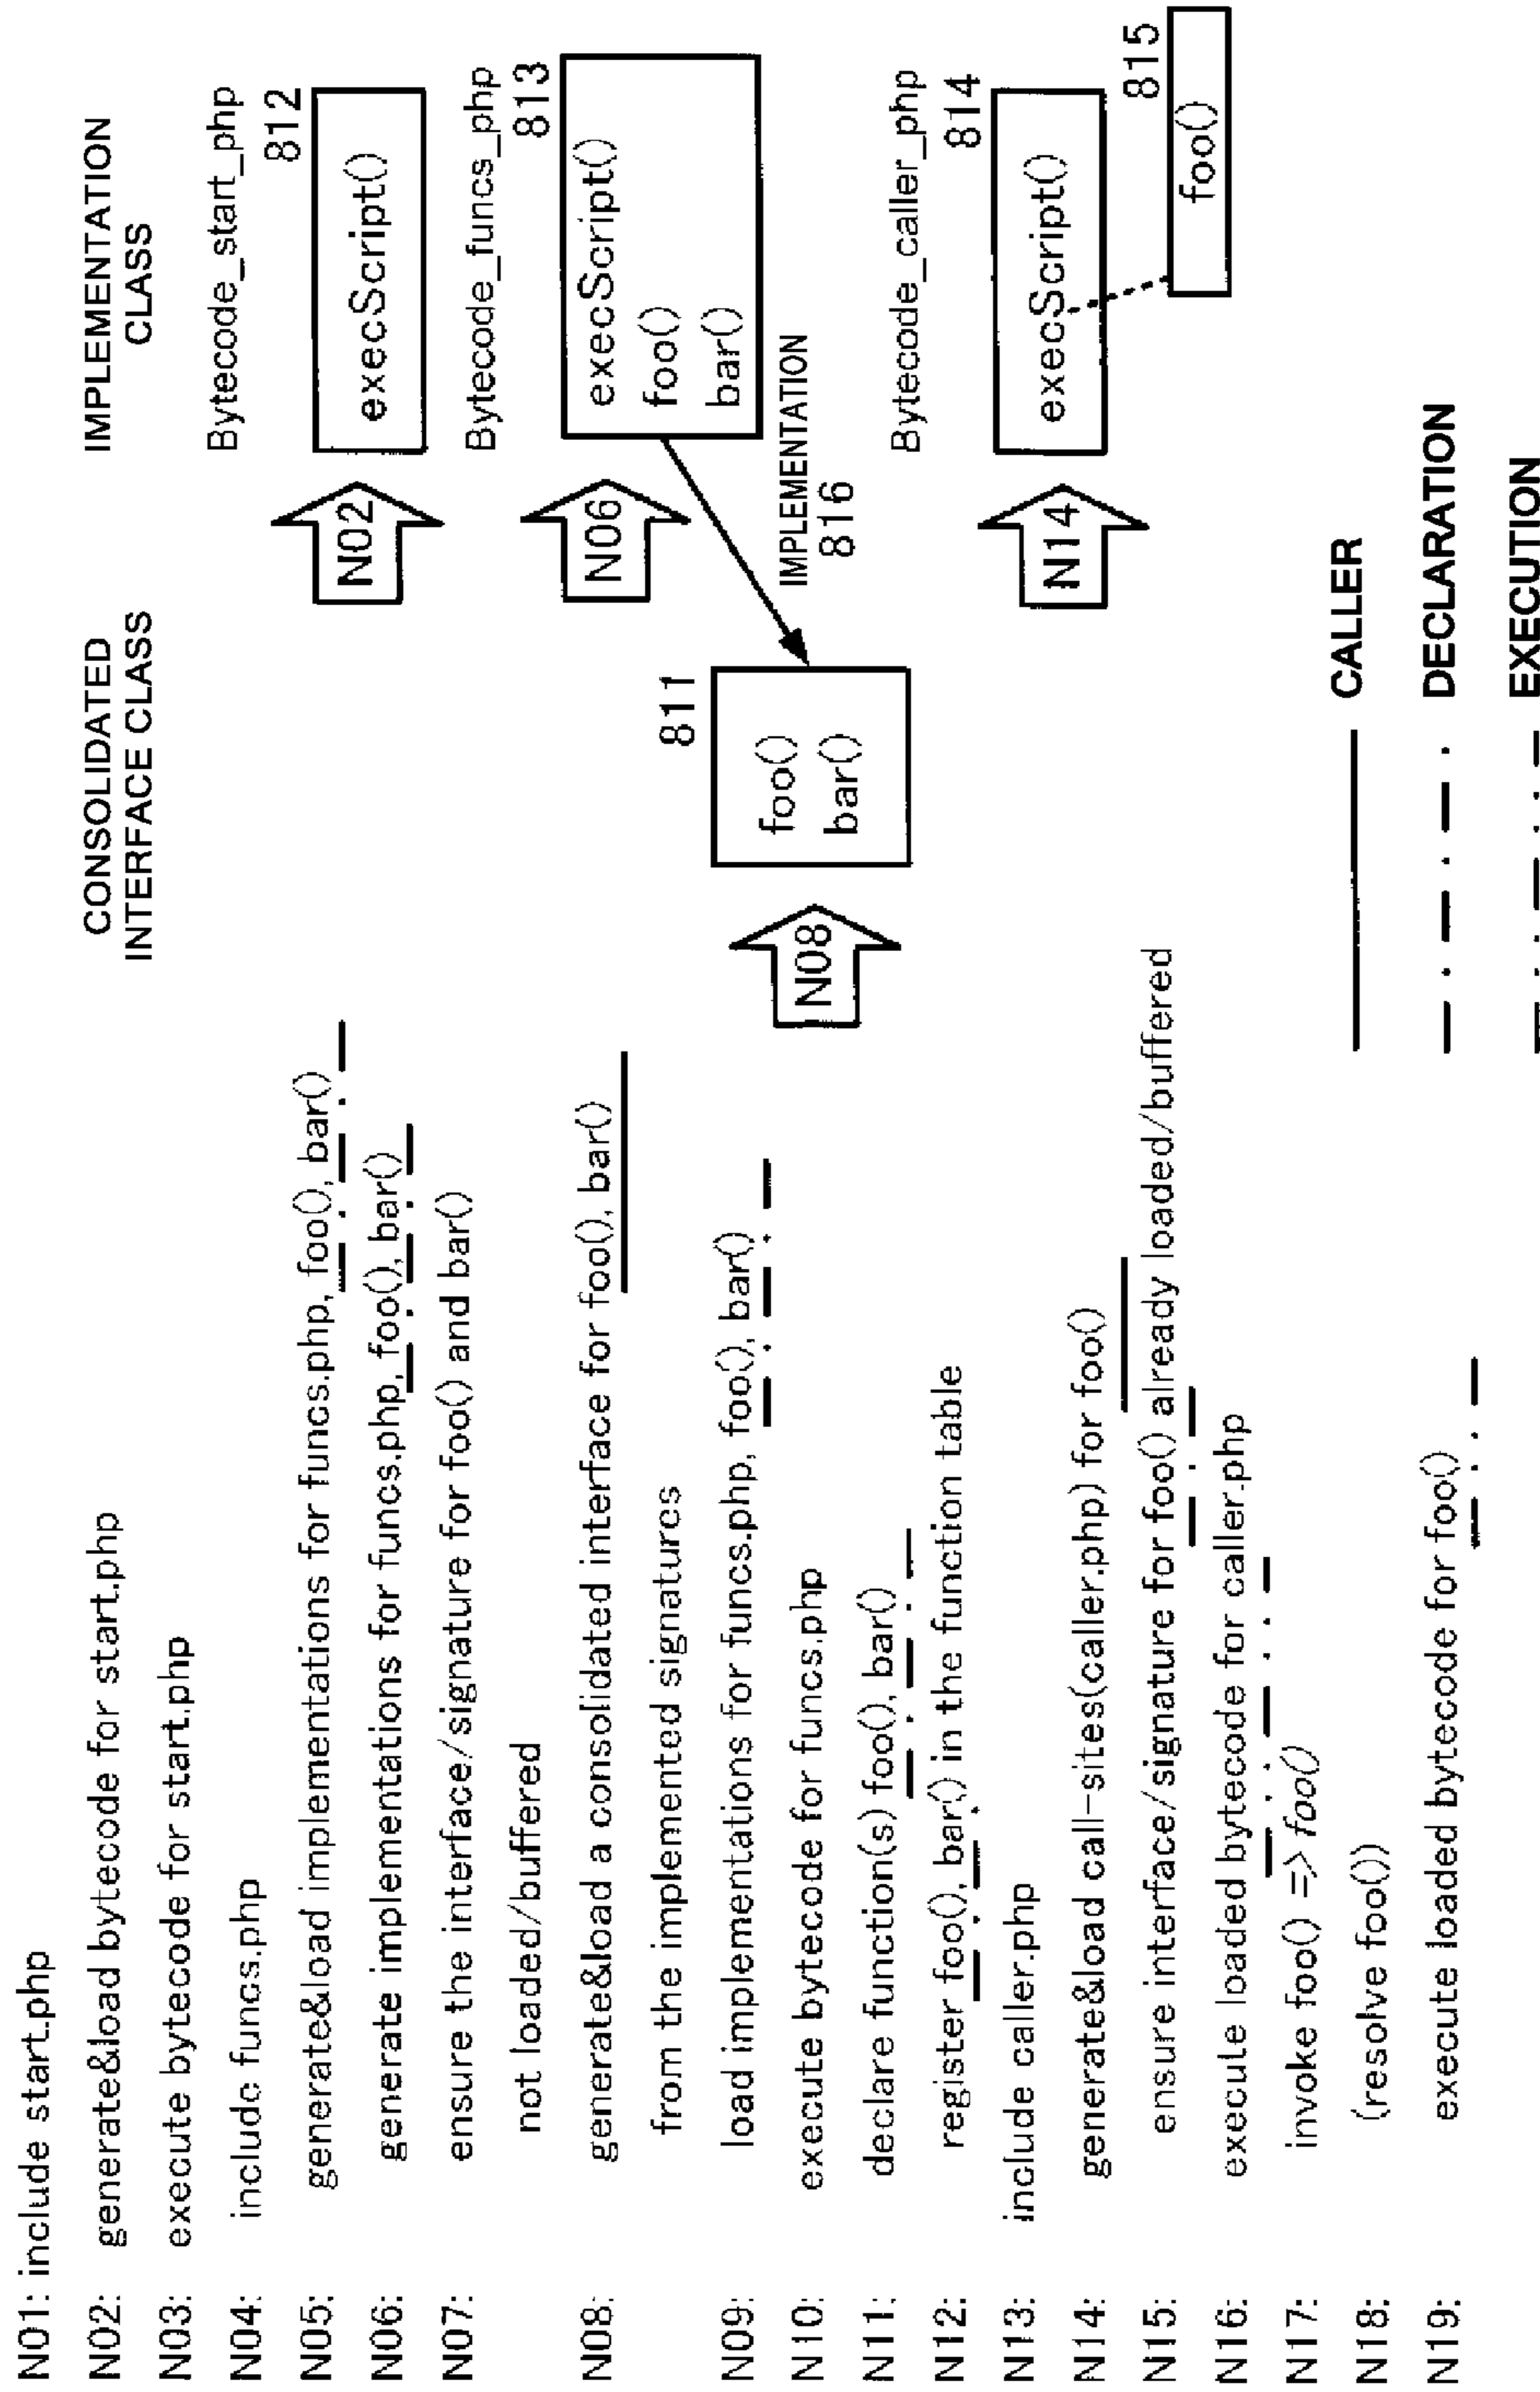 N01: include start.php
N02: generate&load bytecode for start.php
N03: execute bytecode for start.php
N04: include funcs.php
N05: generate&load implementations for funcs.php, foo(), bar()
N06: generate implementations for funcs.php, foo(), bar()
N07: ensure the interface/signature for foo() and bar()
not loaded/buffered
N08: generate&load a consolidated interface for foo(), bar()
from the implemented signatures
N09: load implementations for funcs.php, foo(), bar()
N10: execute bytecode for funcs.php
N11: declare function(s) foo(), bar()
N12: register foo(), bar() in the function table
N13: include caller.php
N14: generate&load call-sites(caller.php) for foo()
N15: ensure interface/signature for foo() already loaded/buffered
N16: execute loaded bytecode for caller.php
N17: invoke foo() => foo()
N18: (resolve foo())
N19: execute loaded bytecode for foo()
CONSOLIDATED
INTERFACE CLASS
N08
811
foo()
bar()
IMPLEMENTATION
CLASS
Bytecode_start_php
812
N02
execScript()
Bytecode_funcs_php
813
N06
execScript()
foo()
bar()
IMPLEMENTATION
816
Bytecode_caller_php
814
N14
execScript()
815
foo()
CALLER
DECLARATION
EXECUTION